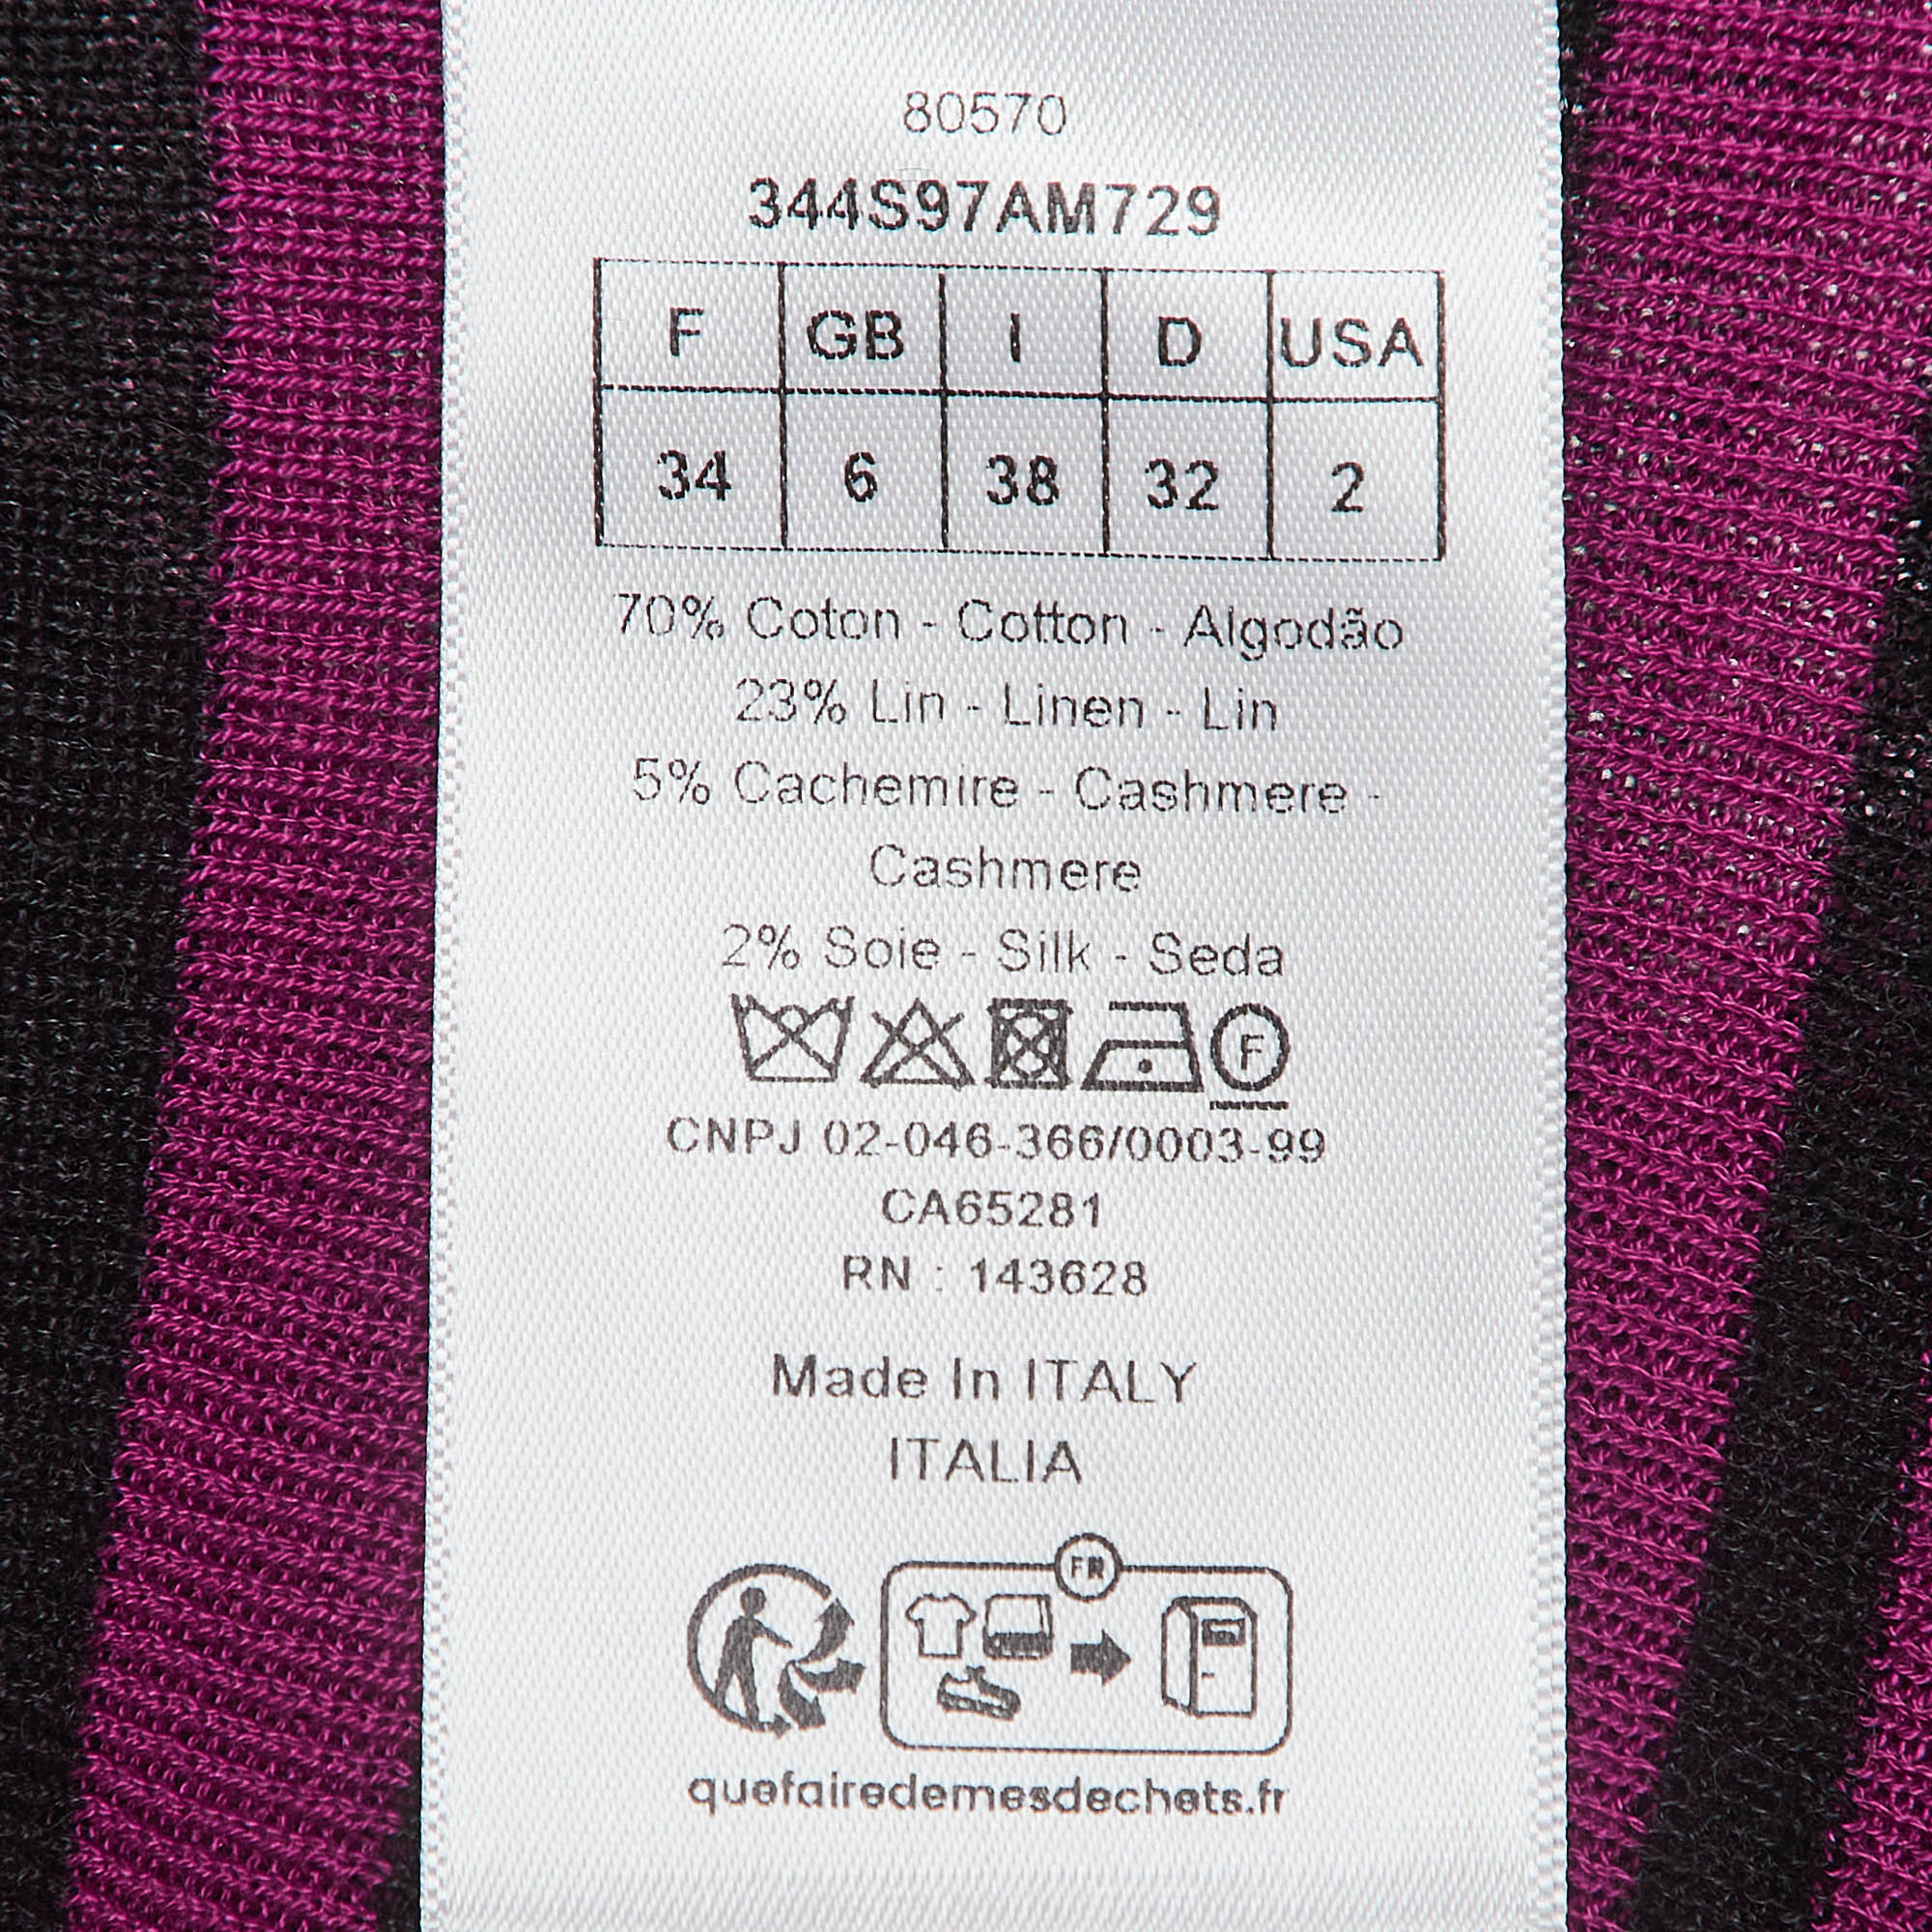 80570
344S97AM729
F GB I D USA
34 6 38 32 2
70% Coton - Cotton - Algodão
23% Lin - Linen - Lin
5% Cachemire - Cashmere -
Cashmere
2% Soie - Silk - Seda
F
CNPJ 02-046-366/0003-99
CA65281
RN : 143628
Made In ITALY
ITALIA
FR
quefairedemesdechets.fr